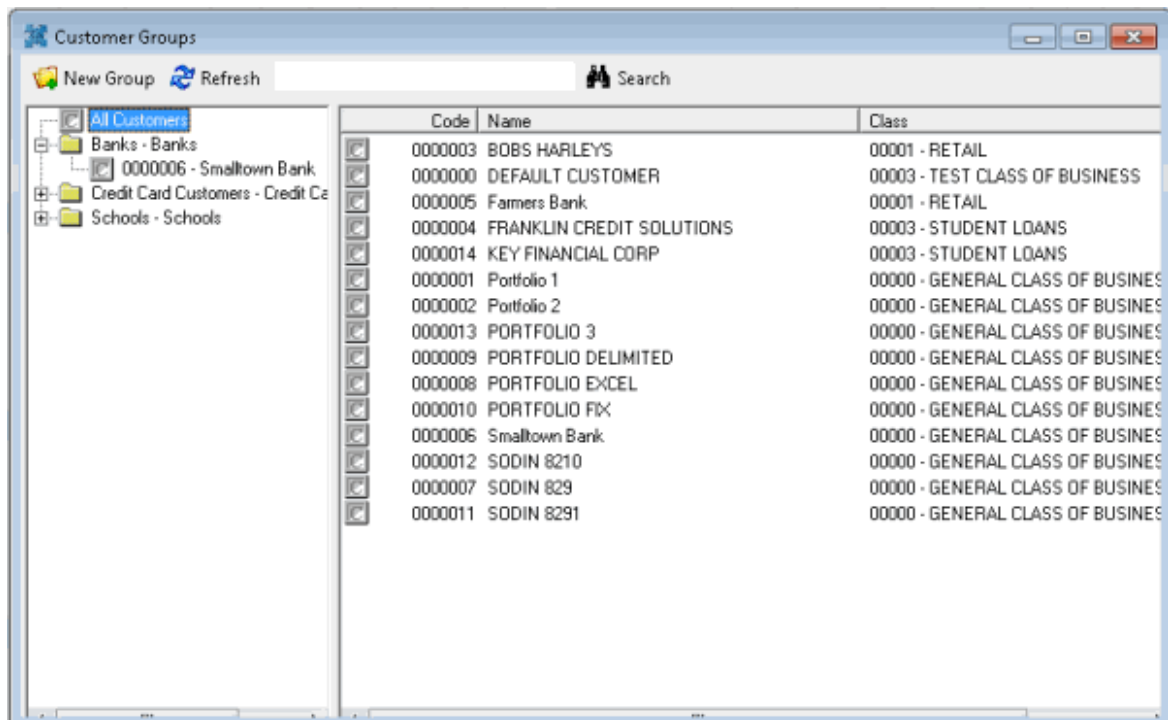 Customer Groups
New Group Refresh Search
All Customers
Banks - Banks
0000006 - Smalltown Bank
Credit Card Customers - Credit Ca
Schools - Schools
Code Name Class
0000003 BOBS HARLEYS 00001 - RETAIL
0000000 DEFAULT CUSTOMER 00003 - TEST CLASS OF BUSINESS
0000005 Farmers Bank 00001 - RETAIL
0000004 FRANKLIN CREDIT SOLUTIONS 00003 - STUDENT LOANS
0000014 KEY FINANCIAL CORP 00003 - STUDENT LOANS
0000001 Portfolio 1 00000 - GENERAL CLASS OF BUSINES
0000002 Portfolio 2 00000 - GENERAL CLASS OF BUSINES
0000013 PORTFOLIO 3 00000 - GENERAL CLASS OF BUSINES
0000009 PORTFOLIO DELIMITED 00000 - GENERAL CLASS OF BUSINES
0000008 PORTFOLIO EXCEL 00000 - GENERAL CLASS OF BUSINES
0000010 PORTFOLIO FIX 00000 - GENERAL CLASS OF BUSINES
0000006 Smalltown Bank 00000 - GENERAL CLASS OF BUSINES
0000012 SODIN 8210 00000 - GENERAL CLASS OF BUSINES
0000007 SODIN 829 00000 - GENERAL CLASS OF BUSINES
0000011 SODIN 8291 00000 - GENERAL CLASS OF BUSINES